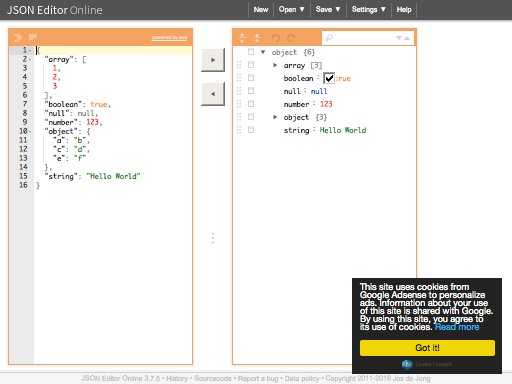 JSON Editor Online
New Open ▼ Save ▼ Settings ▼ Help
powered by ace
1 {
2 "array": [
3 1,
4 2,
5 3
6 ],
7 "boolean": true,
8 "null": null,
9 "number": 123,
10 "object": {
11 "a": "b",
12 "c": "d",
13 "e": "f"
14 },
15 "string": "Hello World"
16 }
object {6}
array [3]
boolean : true
null : null
number : 123
object {3}
string : Hello World
This site uses cookies from
Google Adsense to personalize
ads. Information about your use
of this site is shared with Google.
By using this site, you agree to
its use of cookies. Read more
Got it!
Cookie Consent
JSON Editor Online 3.7.5 • History • Sourcecode • Report a bug • Data policy • Copyright 2011-2016 Jos de Jong